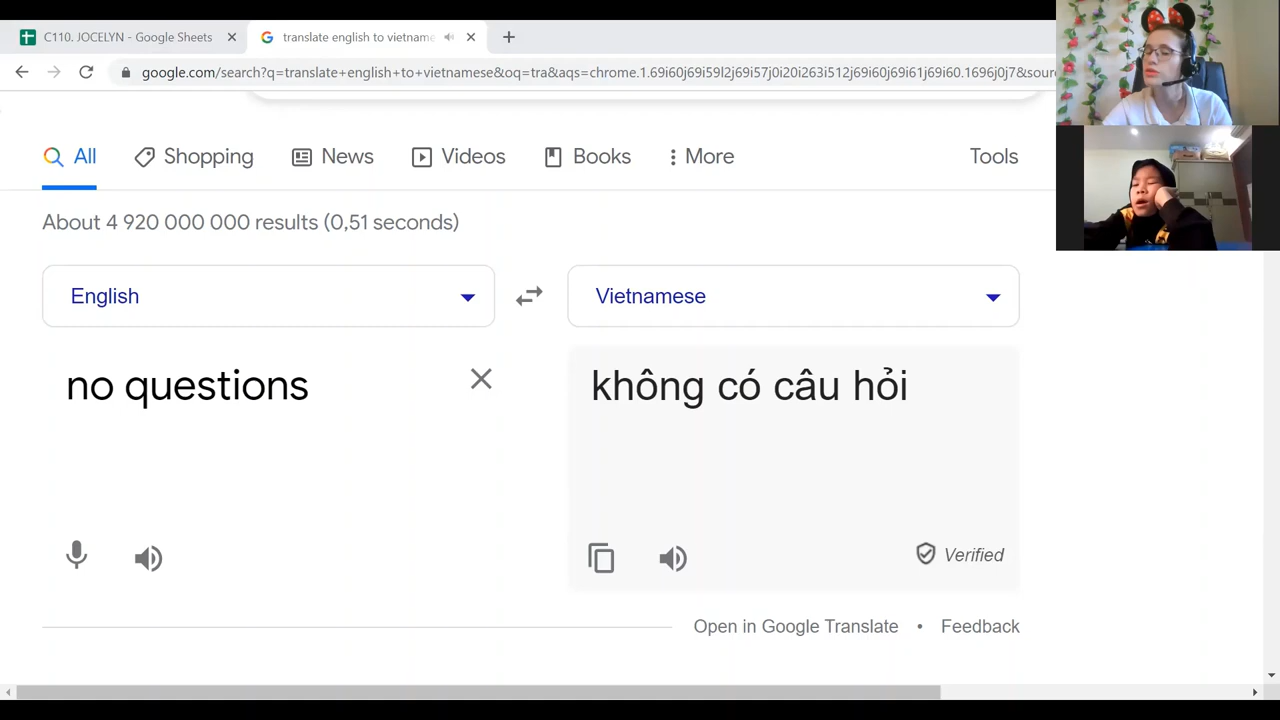 C110. JOCELYN - Google Sheets
translate english to vietname
google.com/search?q=translate+english+to+vietnamese&oq=tra&aqs=chrome.1.69i60j69i59l2j69i57j0i20i263i512j69i60j69i61j69i60.1696j0j7&sour
All Shopping News Videos Books More Tools
About 4 920 000 000 results (0,51 seconds)
English Vietnamese
no questions không có câu hỏi
Verified
Open in Google Translate • Feedback